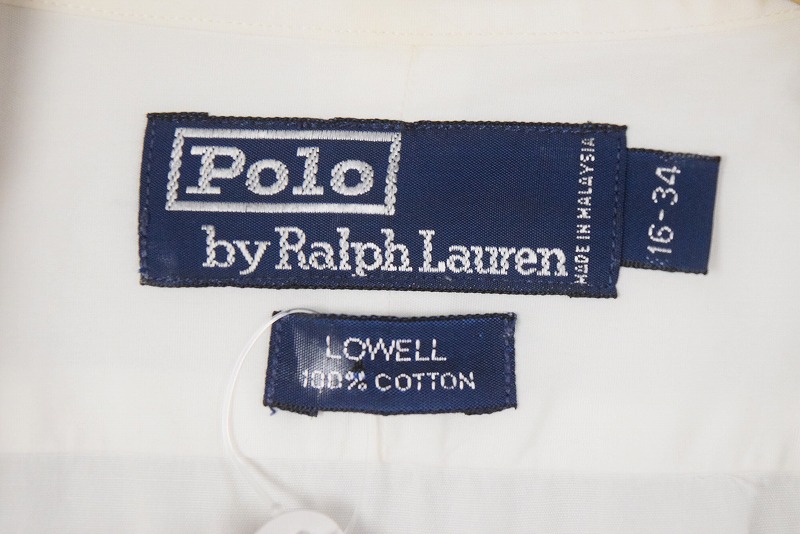 Polo
by Ralph Lauren
MADE IN MALAYSIA
16-34
LOWELL
100% COTTON